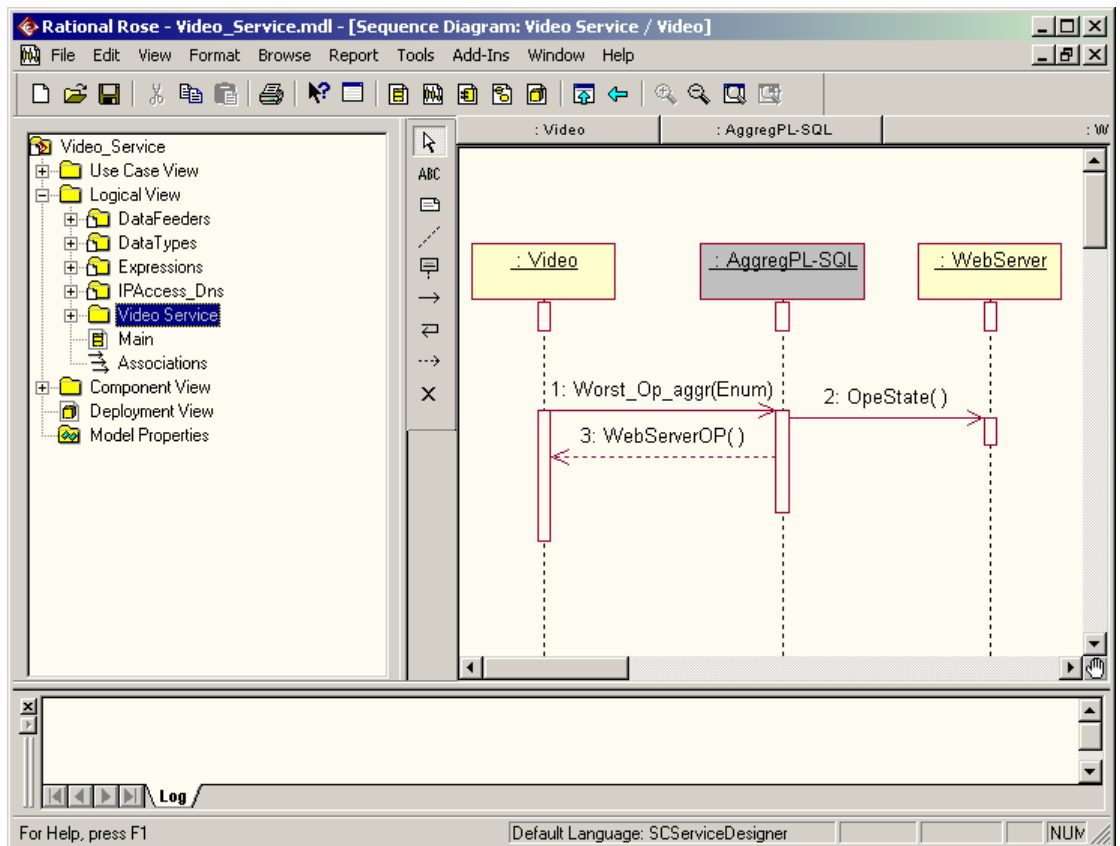 Rational Rose - Video_Service.mdl - [Sequence Diagram: Video Service / Video]
File Edit View Format Browse Report Tools Add-Ins Window Help
: Video : AggregPL-SQL : W
Video_Service
Use Case View
Logical View
DataFeeders
DataTypes
Expressions
IPAccess_Dns
Video Service
Main
Associations
Component View
Deployment View
Model Properties
ABC
: Video : AggregPL-SQL : WebServer
1: Worst_Op_aggr(Enum)
2: OpeState( )
3: WebServerOP( )
Log
For Help, press F1 Default Language: SCServiceDesigner NUM